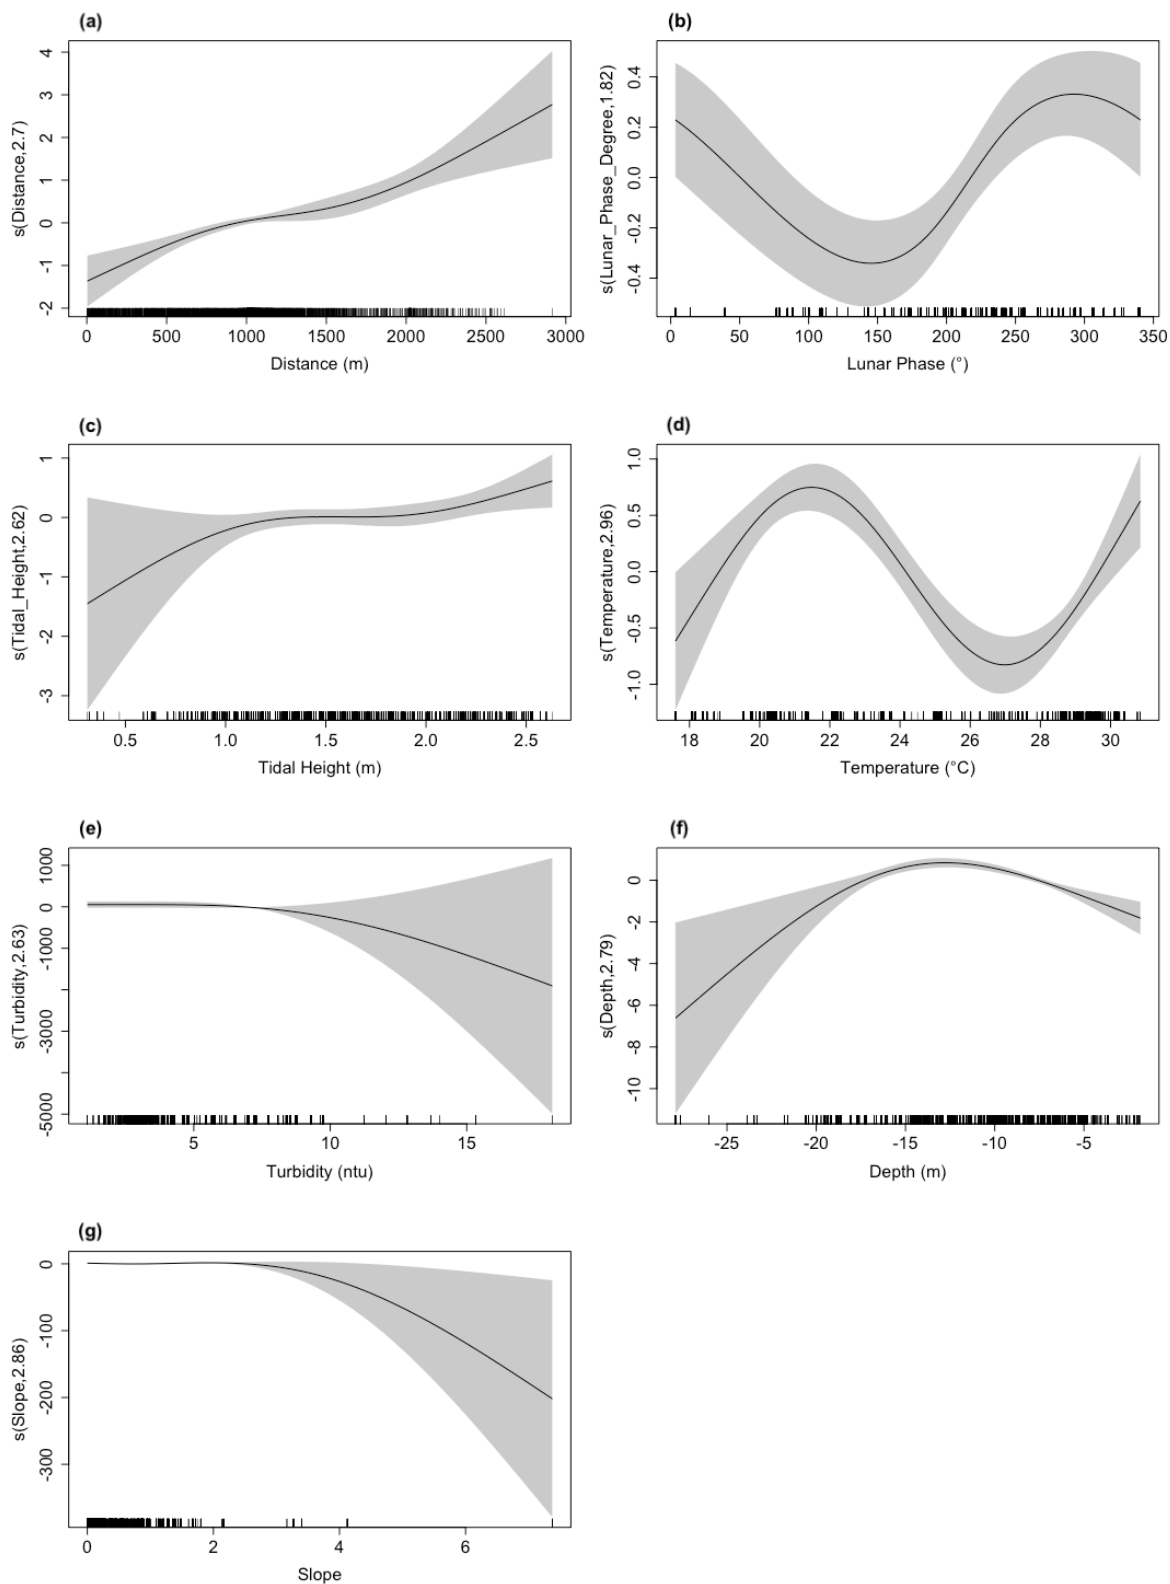 (a)
s(Distance,2.7)
4
3
2
1
0
-1
-2
0 500 1000 1500 2000 2500 3000
Distance (m)
(b)
s(Lunar_Phase_Degree,1.82)
0.4
0.2
0.0
-0.2
-0.4
0 50 100 150 200 250 300 350
Lunar Phase (°)
(c)
s(Tidal_Height,2.62)
1
0
-1
-2
-3
0.5 1.0 1.5 2.0 2.5
Tidal Height (m)
(d)
s(Temperature,2.96)
1.0
0.5
0.0
-0.5
-1.0
18 20 22 24 26 28 30
Temperature (°C)
(e)
s(Turbidity,2.63)
1000
0
-1000
-3000
-5000
5 10 15
Turbidity (ntu)
(f)
s(Depth,2.79)
0
-2
-4
-6
-8
-10
-25 -20 -15 -10 -5
Depth (m)
(g)
s(Slope,2.86)
0
-100
-200
-300
0 2 4 6
Slope